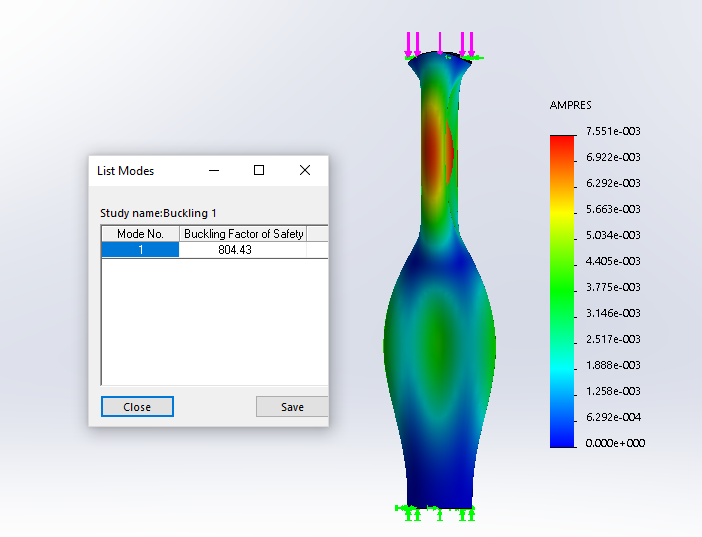 List Modes
Study name:Buckling 1
Mode No. Buckling Factor of Safety
1 804.43
Close Save
AMPRES
7.551e-003
6.922e-003
6.292e-003
5.663e-003
5.034e-003
4.405e-003
3.775e-003
3.146e-003
2.517e-003
1.888e-003
1.258e-003
6.292e-004
0.000e+000